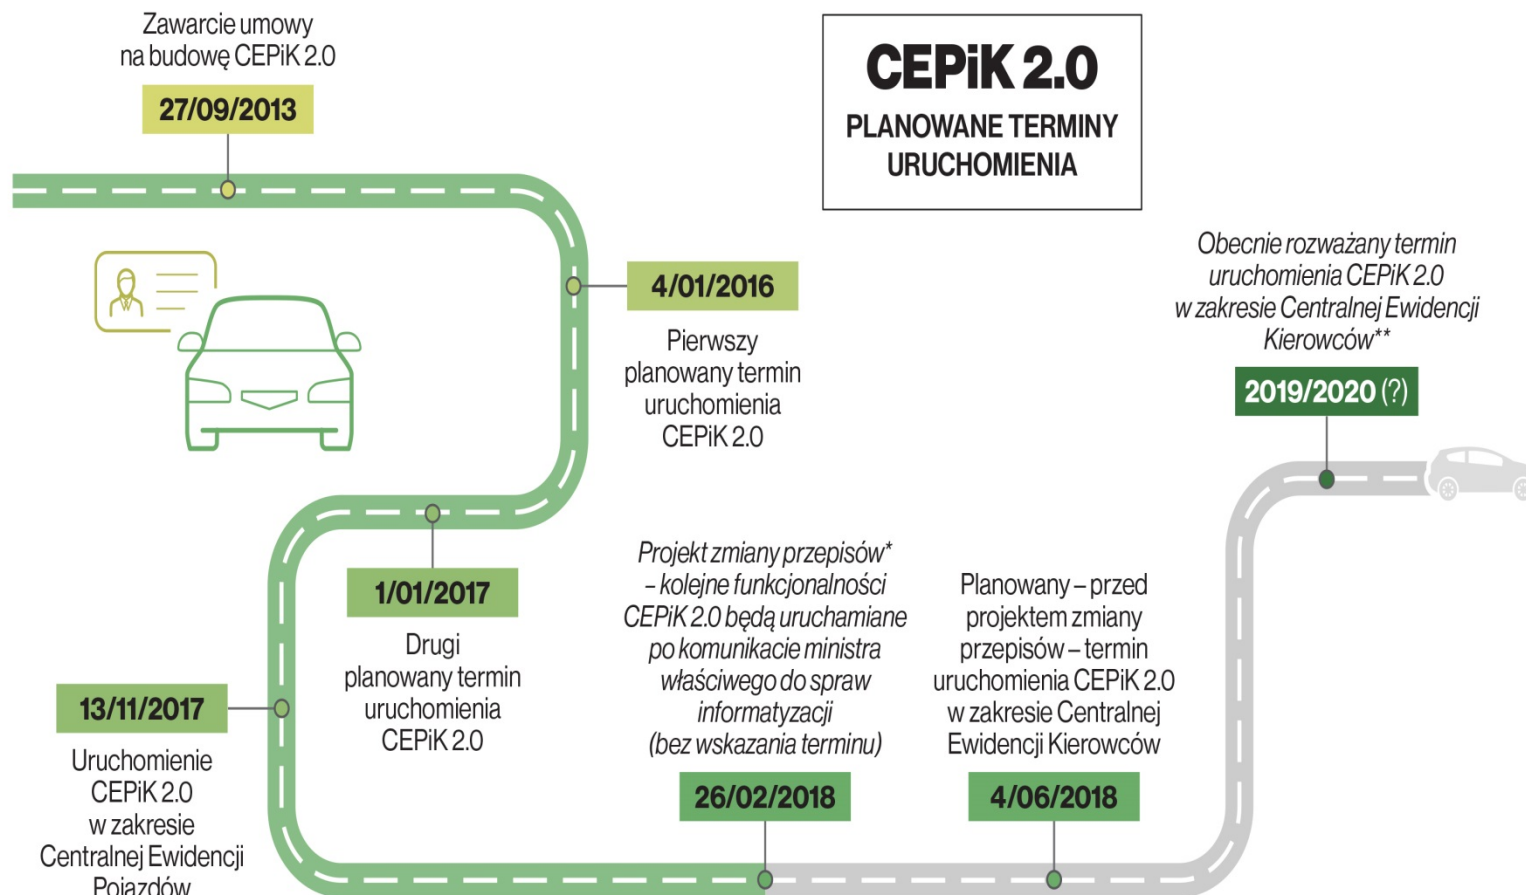 CEPiK 2.0
PLANOWANE TERMINY
URUCHOMIENIA
Zawarcie umowy
na budowę CEPiK 2.0
27/09/2013
4/01/2016
Pierwszy
planowany termin
uruchomienia
CEPiK 2.0
1/01/2017
Drugi
planowany termin
uruchomienia
CEPiK 2.0
13/11/2017
Uruchomienie
CEPiK 2.0
w zakresie
Centralnej Ewidencji
Pojazdów
Projekt zmiany przepisów*
– kolejne funkcjonalności
CEPiK 2.0 będą uruchamiane
po komunikacie ministra
właściwego do spraw
informatyzacji
(bez wskazania terminu)
26/02/2018
Planowany – przed
projektem zmiany
przepisów – termin
uruchomienia CEPiK 2.0
w zakresie Centralnej
Ewidencji Kierowców
4/06/2018
Obecnie rozważany termin
uruchomienia CEPiK 2.0
w zakresie Centralnej Ewidencji
Kierowców**
2019/2020 (?)